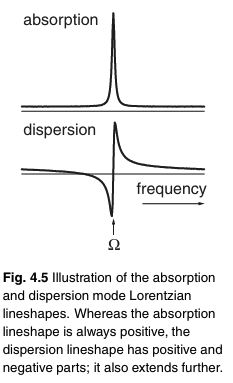 absorption
dispersion
frequency
Ω
Fig. 4.5 Illustration of the absorption
and dispersion mode Lorentzian
lineshapes. Whereas the absorption
lineshape is always positive, the
dispersion lineshape has positive and
negative parts; it also extends further.